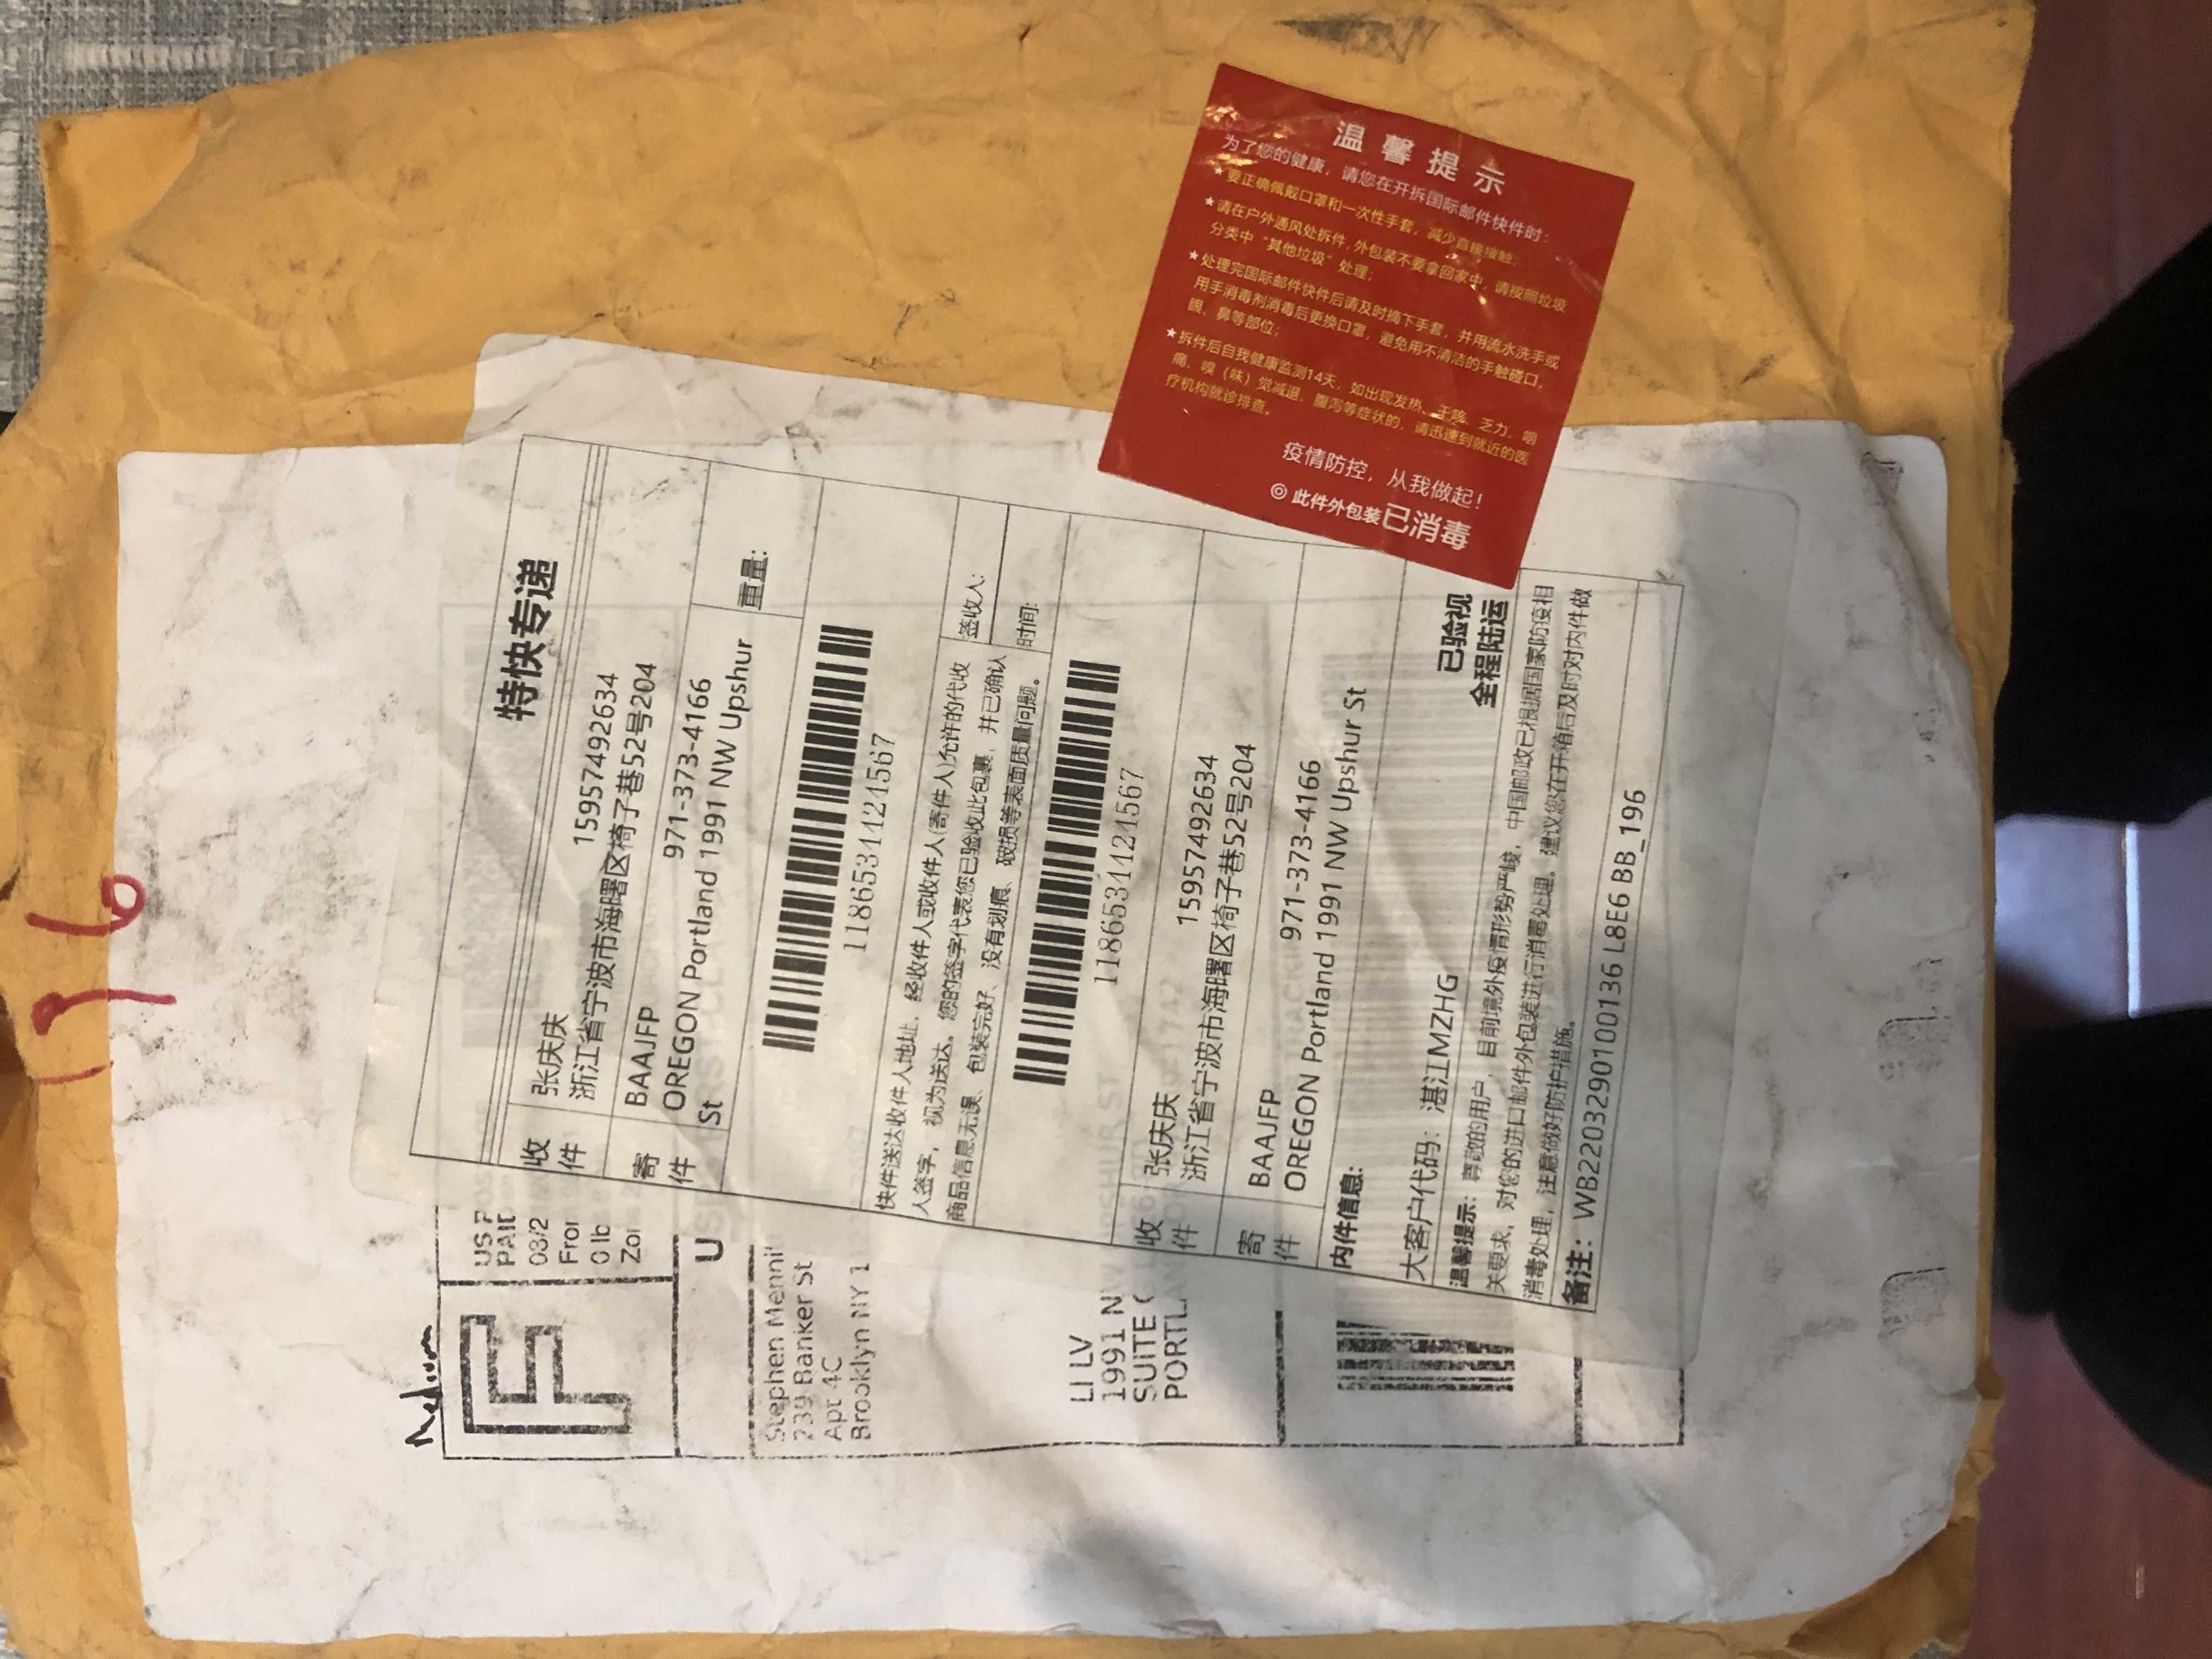 温馨提示
为了您的健康，请您在开拆国际邮件快件时：
★要正确佩戴口罩和一次性手套，减少直接接触；
★请在户外通风处拆件，外包装不要拿回家中，请按照垃圾
分类中“其他垃圾”处理；
★处理完国际邮件快件后请及时摘下手套，并用流水洗手或
用手消毒剂消毒后更换口罩，避免用不清洁的手触碰口，
眼、鼻等部位；
★拆件后自我健康监测14天，如出现发热、干咳、乏力、咽
痛、嗅（味）觉减退、腹泻等症状的，请迅速到就近的医
疗机构就诊排查。
疫情防控，从我做起！
◎此件外包装已消毒
特快专递
收件
张庆庆 15957492634
浙江省宁波市海曙区椅子巷52号204
寄件
BAAJFP 971-373-4166
OREGON Portland 1991 NW Upshur
St
重量：
1186534421567
快件送达收件人地址，经收件人或收件人(寄件人)允许的代收
人签字，视为送达。您的签字代表您已验收此包裹，并已确认
商品信息无误、包装完好、没有划痕、破损等表面质量问题。
签收人：
时间：
1186534421567
收件
张庆庆 15957492634
浙江省宁波市海曙区椅子巷52号204
寄件
BAAJFP 971-373-4166
OREGON Portland 1991 NW Upshur St
内件信息：
已验视
全程陆运
大客户代码：湛江MZHG
温馨提示：尊敬的用户，目前境外疫情形势严峻，中国邮政已根据国家防疫相
关要求，对您的进口邮件外包装进行消毒处理。建议您在开箱后及时对内件做
消毒处理，注意做好防护措施。
备注：WB2203290100136 L8E6 BB_196
F
03/2
0 lb
U
Stephen Menni
239 Banker St
Apt 4C
Brooklyn NY 1
LI LV
1991 N
SUITE
PORTLA